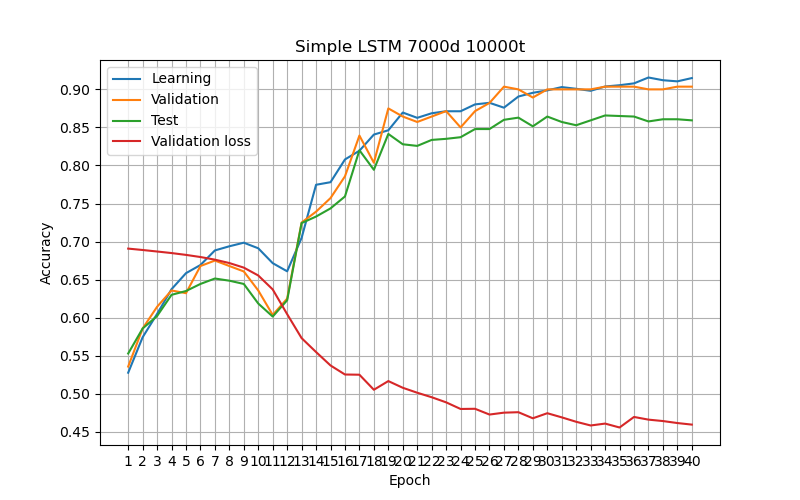 Simple LSTM 7000d 10000t
Learning
Validation
Test
Validation loss
Accuracy
0.90
0.85
0.80
0.75
0.70
0.65
0.60
0.55
0.50
0.45
1 2 3 4 5 6 7 8 9 10 11 12 13 14 15 16 17 18 19 20 21 22 23 24 25 26 27 28 29 30 31 32 33 34 35 36 37 38 39 40
Epoch